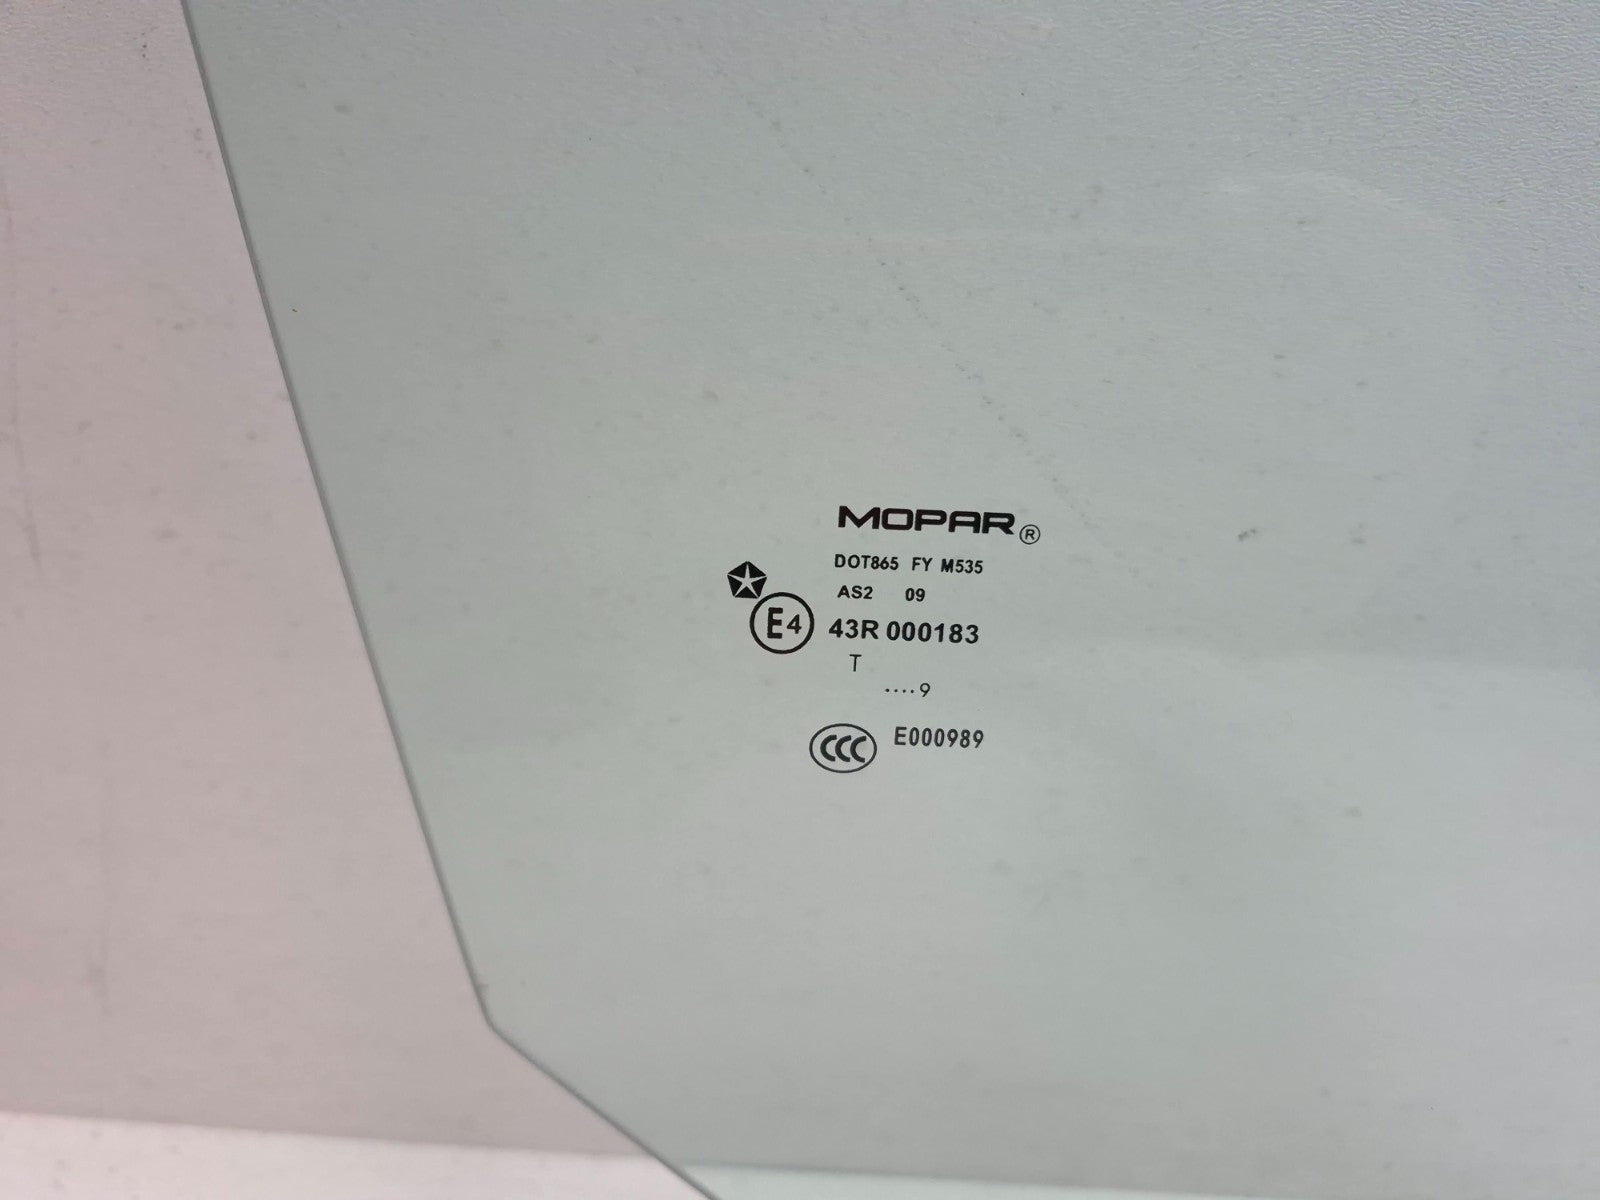 MOPAR®
DOT865 FY M535
AS2 09
E4 43R 000183
T
....9
CCC E000989